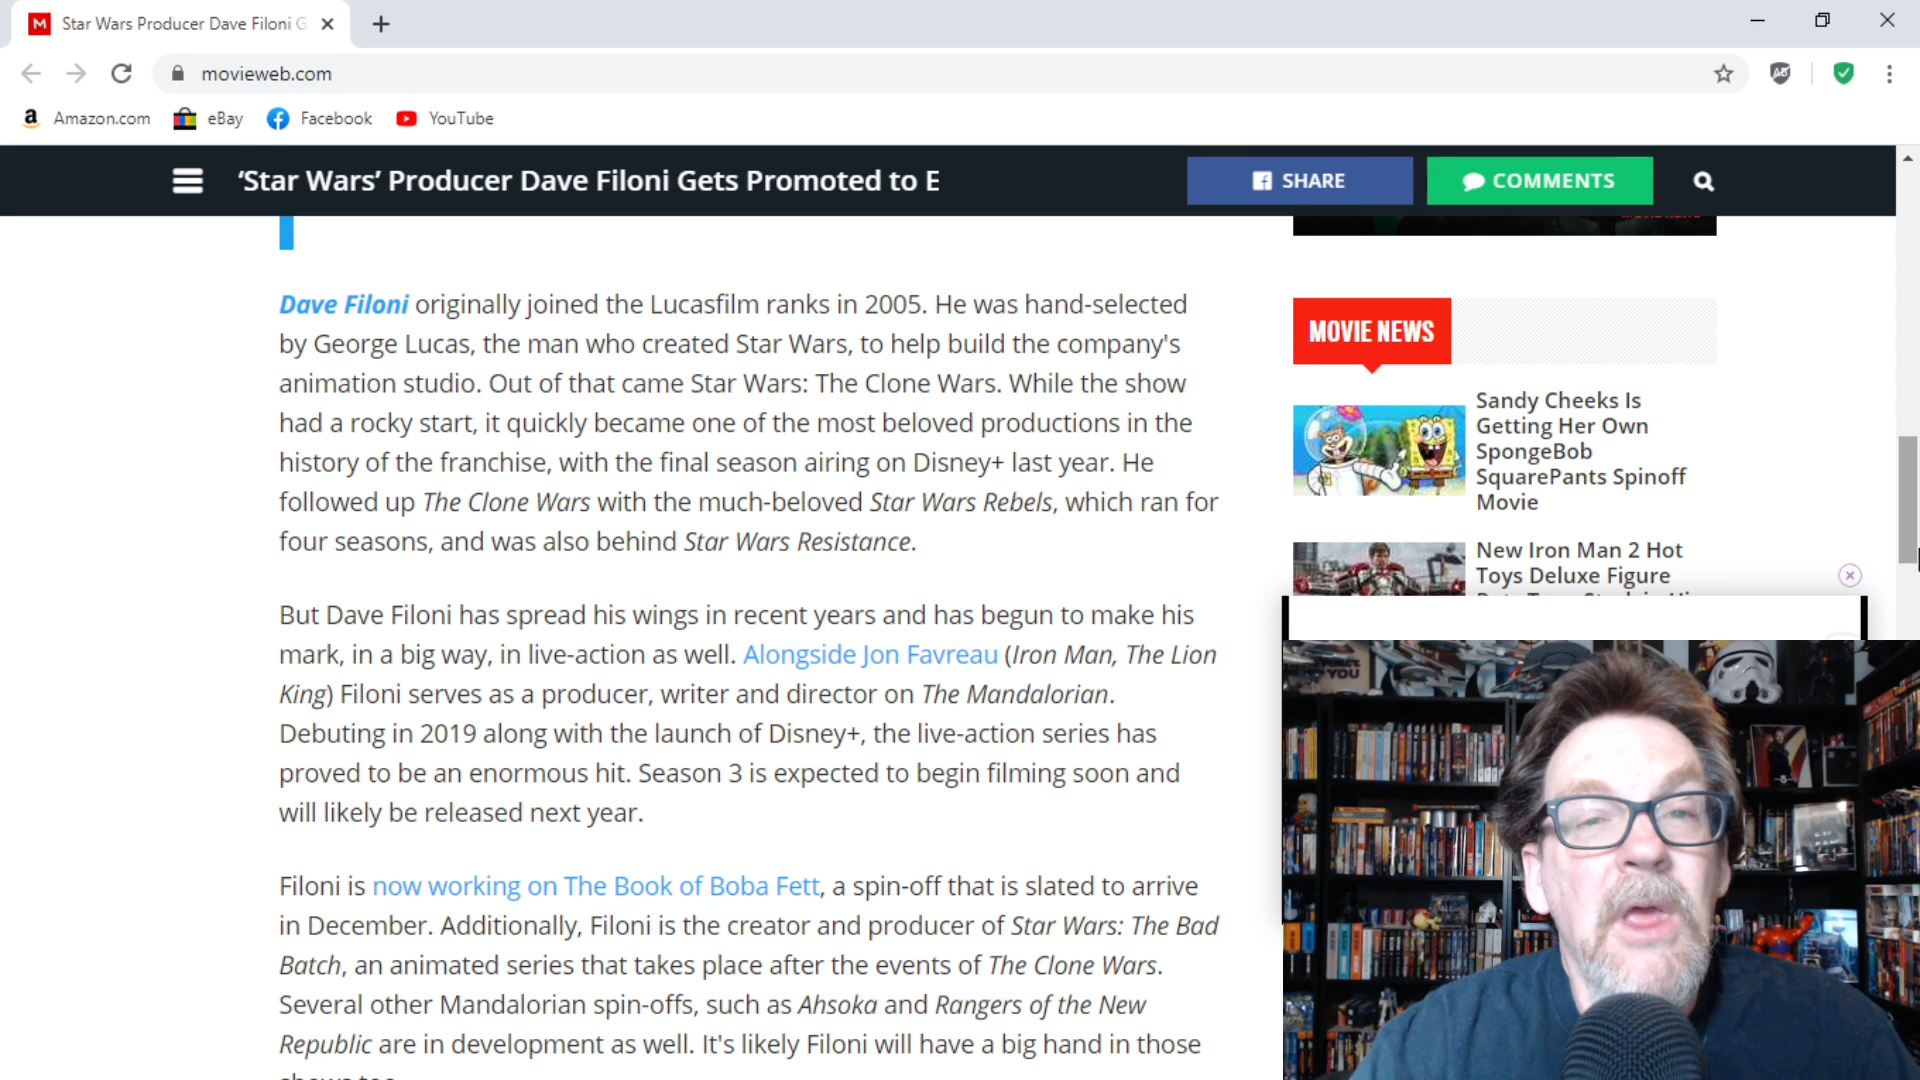 Star Wars Producer Dave Filoni G
movieweb.com
Amazon.com
eBay
Facebook
YouTube
‘Star Wars’ Producer Dave Filoni Gets Promoted to E
SHARE
COMMENTS
Dave Filoni originally joined the Lucasfilm ranks in 2005. He was hand-selected
by George Lucas, the man who created Star Wars, to help build the company's
animation studio. Out of that came Star Wars: The Clone Wars. While the show
had a rocky start, it quickly became one of the most beloved productions in the
history of the franchise, with the final season airing on Disney+ last year. He
followed up The Clone Wars with the much-beloved Star Wars Rebels, which ran for
four seasons, and was also behind Star Wars Resistance.
But Dave Filoni has spread his wings in recent years and has begun to make his
mark, in a big way, in live-action as well. Alongside Jon Favreau (Iron Man, The Lion
King) Filoni serves as a producer, writer and director on The Mandalorian.
Debuting in 2019 along with the launch of Disney+, the live-action series has
proved to be an enormous hit. Season 3 is expected to begin filming soon and
will likely be released next year.
Filoni is now working on The Book of Boba Fett, a spin-off that is slated to arrive
in December. Additionally, Filoni is the creator and producer of Star Wars: The Bad
Batch, an animated series that takes place after the events of The Clone Wars.
Several other Mandalorian spin-offs, such as Ahsoka and Rangers of the New
Republic are in development as well. It's likely Filoni will have a big hand in those
MOVIE NEWS
Sandy Cheeks Is
Getting Her Own
SpongeBob
SquarePants Spinoff
Movie
New Iron Man 2 Hot
Toys Deluxe Figure
YOU